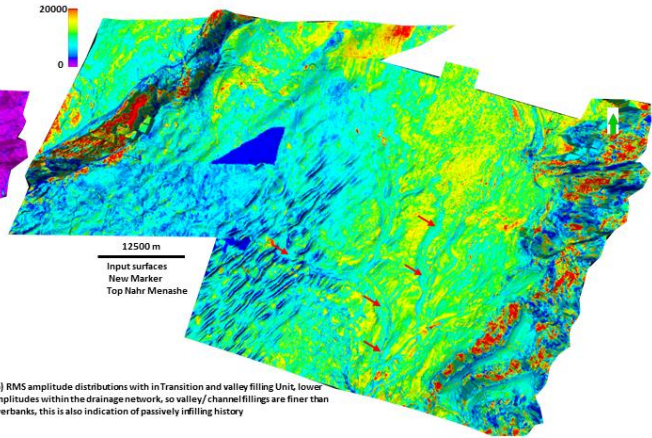 20000
0
12500 m
Input surfaces
New Marker
Top Nahr Menashe
) RMS amplitude distributions with in Transition and valley filling Unit, lower
mplitudes within the drainage network, so valley/channel fillings are finer than
verbanks, this is also indication of passively infilling history